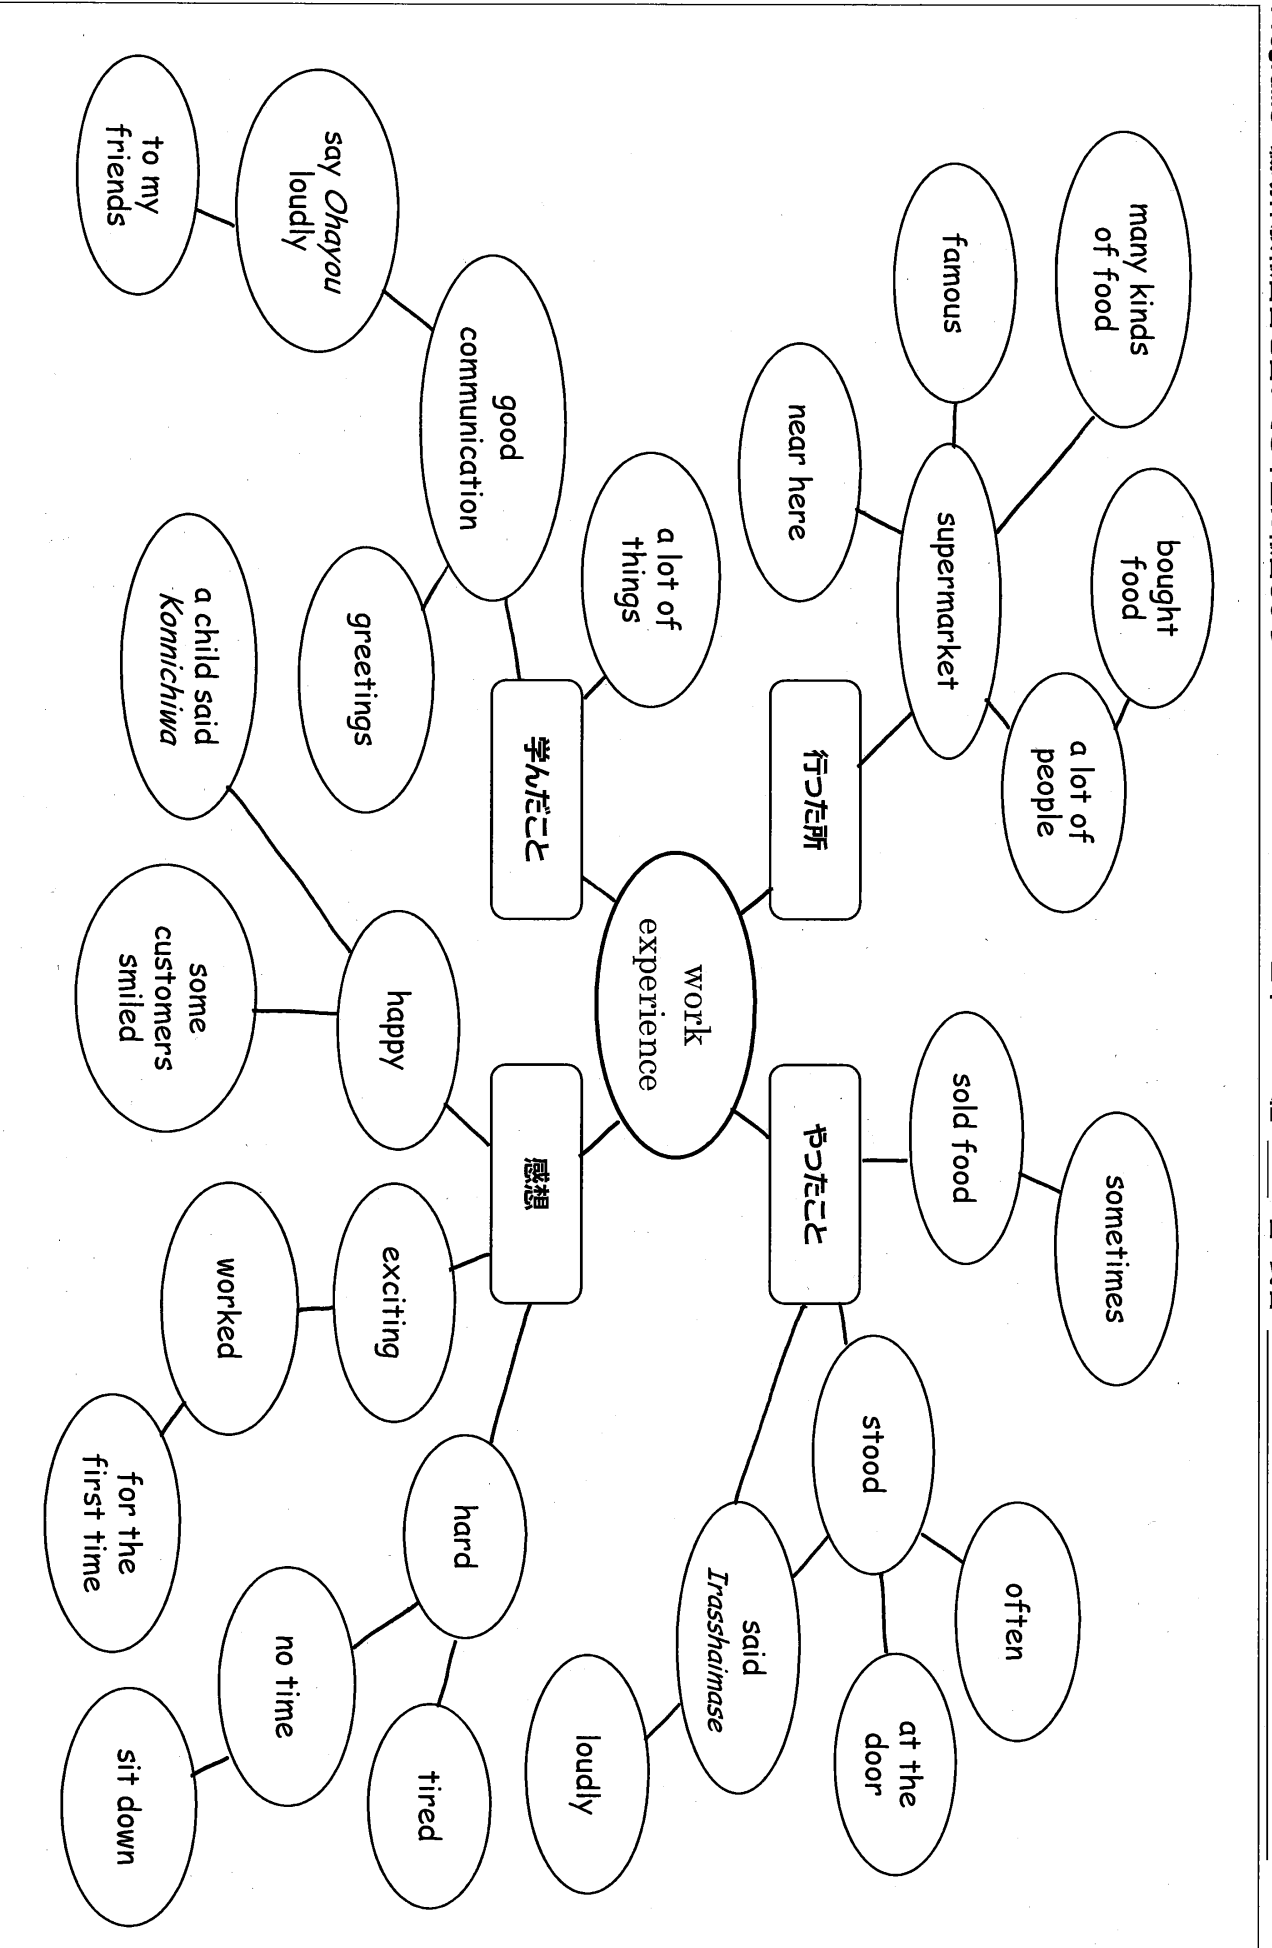 many kinds
of food
bought
food
famous
a lot of
people
supermarket
near here
行った所
sometimes
sold food
やったこと
often
stood
at the
door
said
Irasshaimase
loudly
work
experience
a lot of
things
学んだこと
good
communication
say Ohayou
loudly
to my
friends
greetings
a child said
Konnichiwa
感想
happy
some
customers
smiled
exciting
worked
for the
first time
hard
tired
no time
sit down